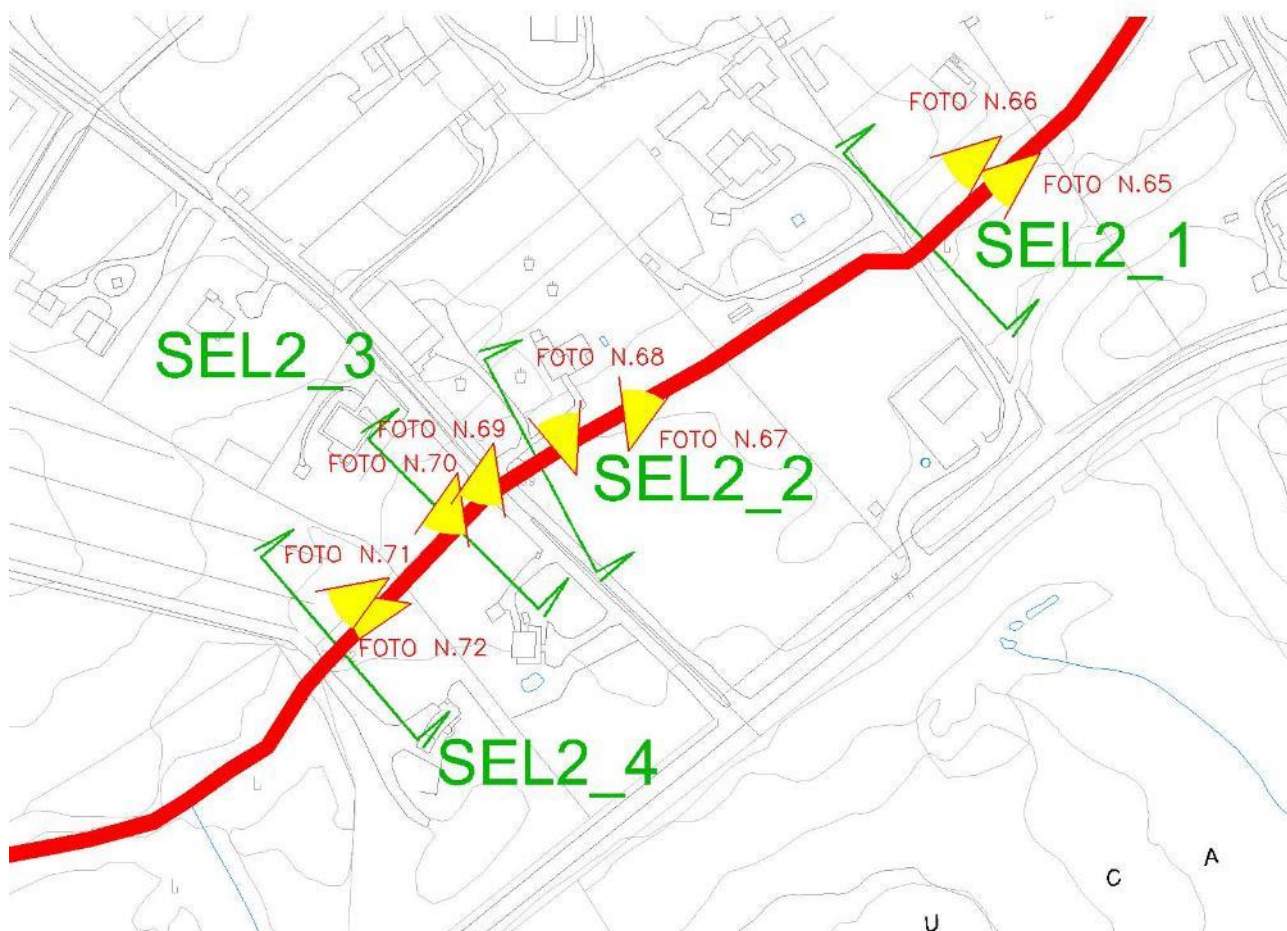 FOTO N.66
FOTO N.65
SEL2_1
SEL2_3
FOTO N.68
FOTO N.69
FOTO N.67
FOTO N.70
SEL2_2
FOTO N.71
FOTO N.72
SEL2_4
A
C
U